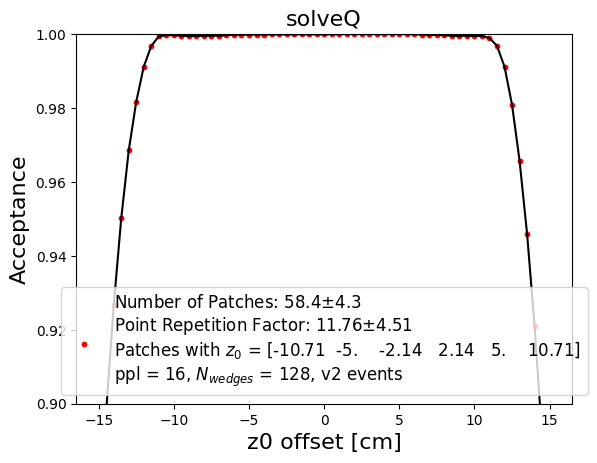 solveQ
1.00
0.98
0.96
0.94
0.92
0.90
Acceptance
Number of Patches: 58.4±4.3
Point Repetition Factor: 11.76±4.51
Patches with z₀ = [-10.71 -5. -2.14 2.14 5. 10.71]
ppl = 16, N_wedges = 128, v2 events
−15 −10 −5 0 5 10 15
z0 offset [cm]